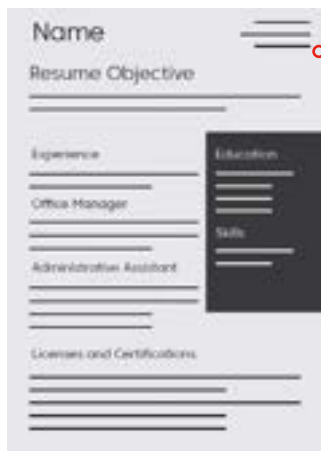 Name
Resume Objective
Experience
Office Manager
Administrative Assistant
Licenses and Certifications
Education
Skills